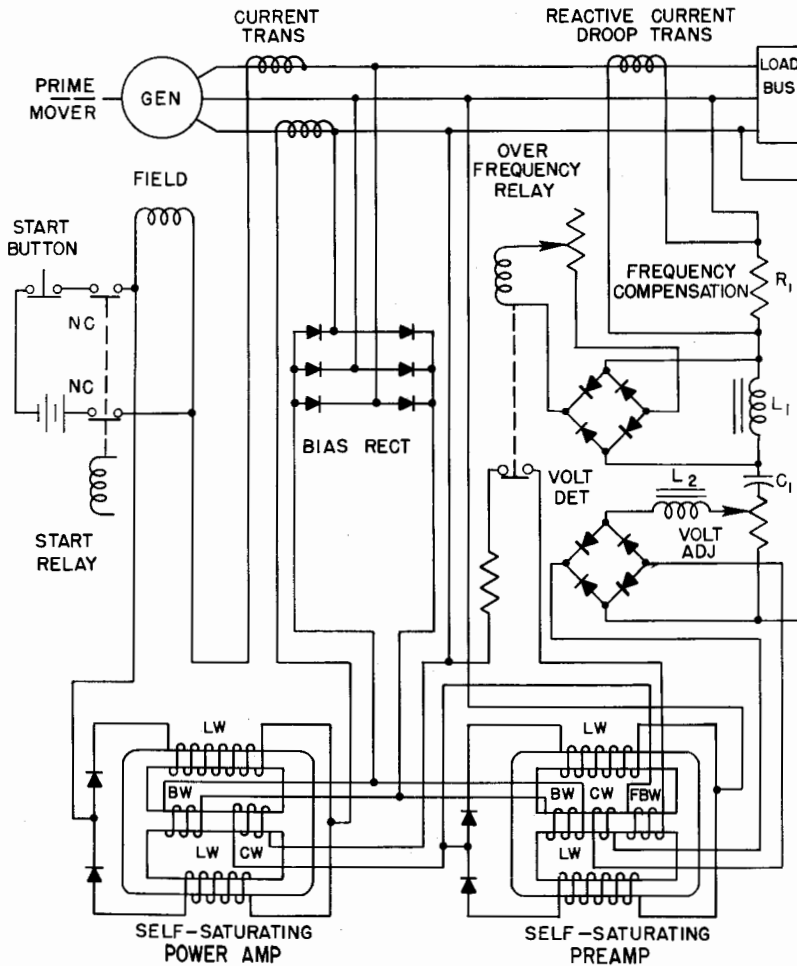 CURRENT
TRANS
REACTIVE CURRENT
DROOP TRANS
PRIME
MOVER
GEN
LOAD
BUS
OVER
FREQUENCY
RELAY
FIELD
START
BUTTON
NC
NC
FREQUENCY
COMPENSATION
R1
L1
BIAS RECT
VOLT
DET
L2
C1
VOLT
ADJ
START
RELAY
LW
BW
LW
CW
LW
BW
CW
FBW
LW
SELF-SATURATING
POWER AMP
SELF-SATURATING
PREAMP